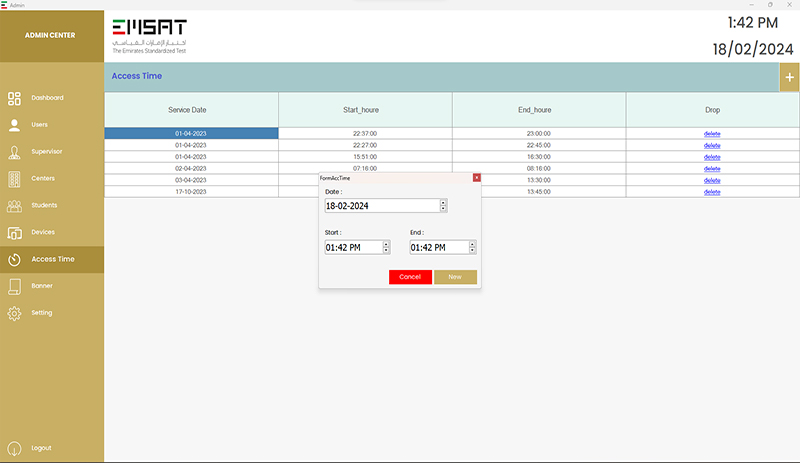 Admin
ADMIN CENTER
EMSAT
اختبار الإمارات القياسي
The Emirates Standardized Test
1:42 PM
18/02/2024
Access Time
+
Dashboard
Users
Supervisor
Centers
Students
Devices
Access Time
Banner
Setting
Logout
Service Date Start_houre End_houre Drop
01-04-2023 22:37:00 23:00:00 delete
01-04-2023 22:27:00 22:45:00 delete
01-04-2023 15:51:00 16:30:00 delete
02-04-2023 07:16:00 08:16:00 delete
03-04-2023 13:30:00 delete
17-10-2023 13:45:00 delete
FormAccTime
Date :
18-02-2024
Start : End :
01:42 PM 01:42 PM
Cancel New